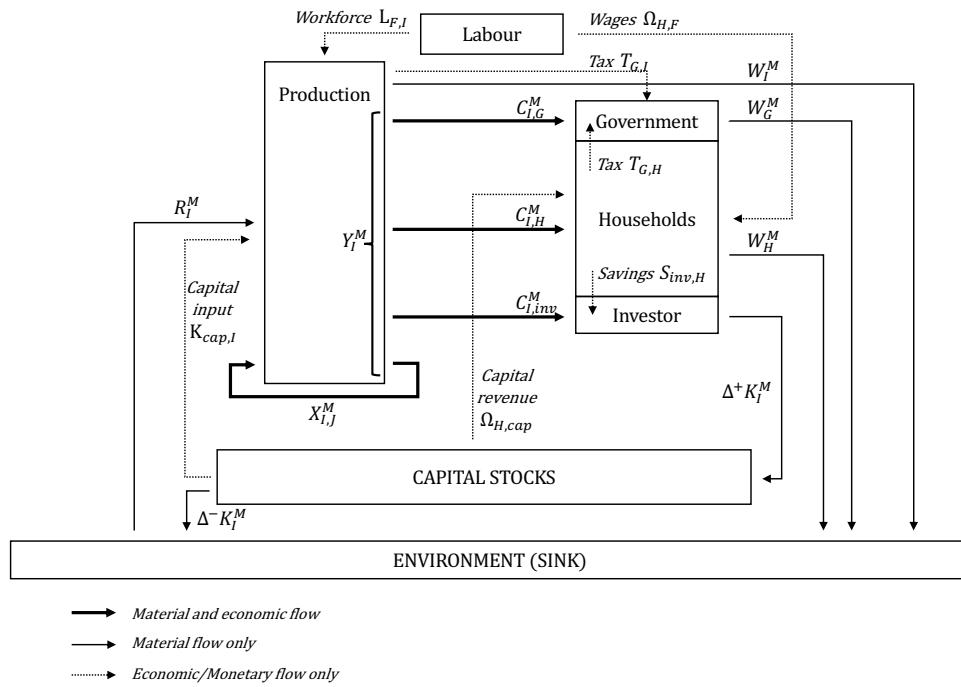 Workforce L_{F,I}
Labour
Wages Ω_{H,F}
Tax T_{G,I}
W_I^M
Production
C_{I,G}^M
Government
W_G^M
Tax T_{G,H}
R_I^M
Y_I^M
C_{I,H}^M
Households
W_H^M
Capital
input
K_{cap,I}
Savings S_{inv,H}
C_{I,inv}^M
Investor
X_{I,J}^M
Capital
revenue
Ω_{H,cap}
Δ^+ K_I^M
CAPITAL STOCKS
Δ^- K_I^M
ENVIRONMENT (SINK)
Material and economic flow
Material flow only
Economic/Monetary flow only